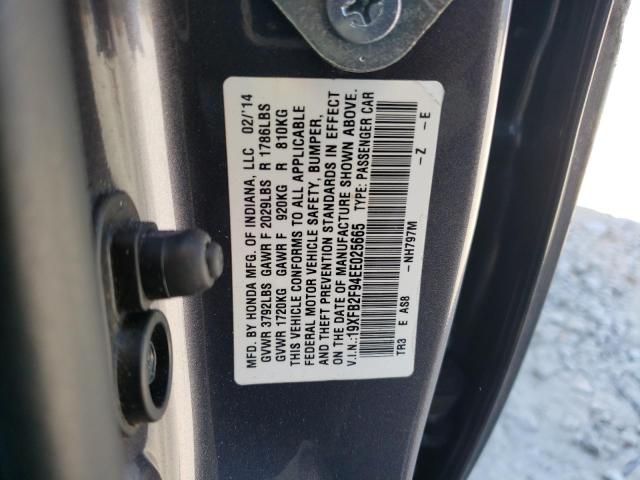 MFD. BY HONDA MFG. OF INDIANA, LLC 02/'14
GVWR 3792LBS GAWR F 2029LBS R 1786LBS
GVWR 1720KG GAWR F 920KG R 810KG
THIS VEHICLE CONFORMS TO ALL APPLICABLE
FEDERAL MOTOR VEHICLE SAFETY, BUMPER,
AND THEFT PREVENTION STANDARDS IN EFFECT
ON THE DATE OF MANUFACTURE SHOWN ABOVE.
V.I.N.:19XFB2F94EE025665 TYPE: PASSENGER CAR
TR3 E AS8 - NH797M - Z - E